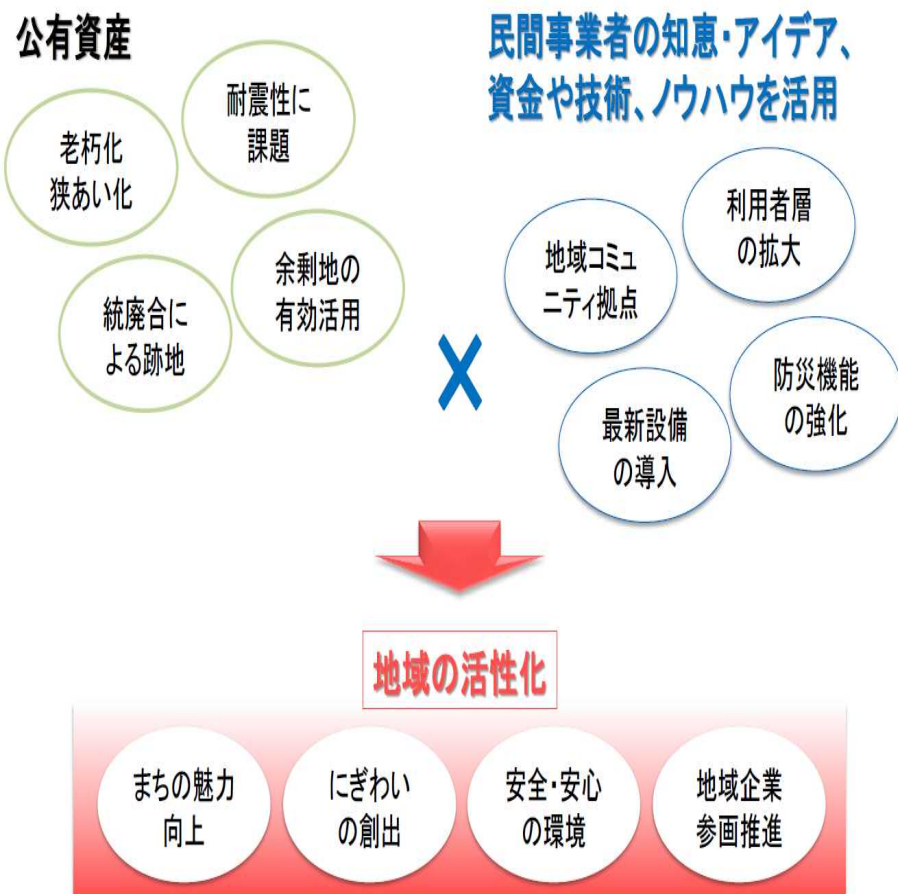 公有資産
耐震性に
課題
老朽化
狭あい化
余剰地の
有効活用
統廃合に
よる跡地
×
民間事業者の知恵・アイデア、
資金や技術、ノウハウを活用
利用者層
の拡大
地域コミュ
ニティ拠点
防災機能
の強化
最新設備
の導入
地域の活性化
まちの魅力
向上
にぎわい
の創出
安全・安心
の環境
地域企業
参画推進